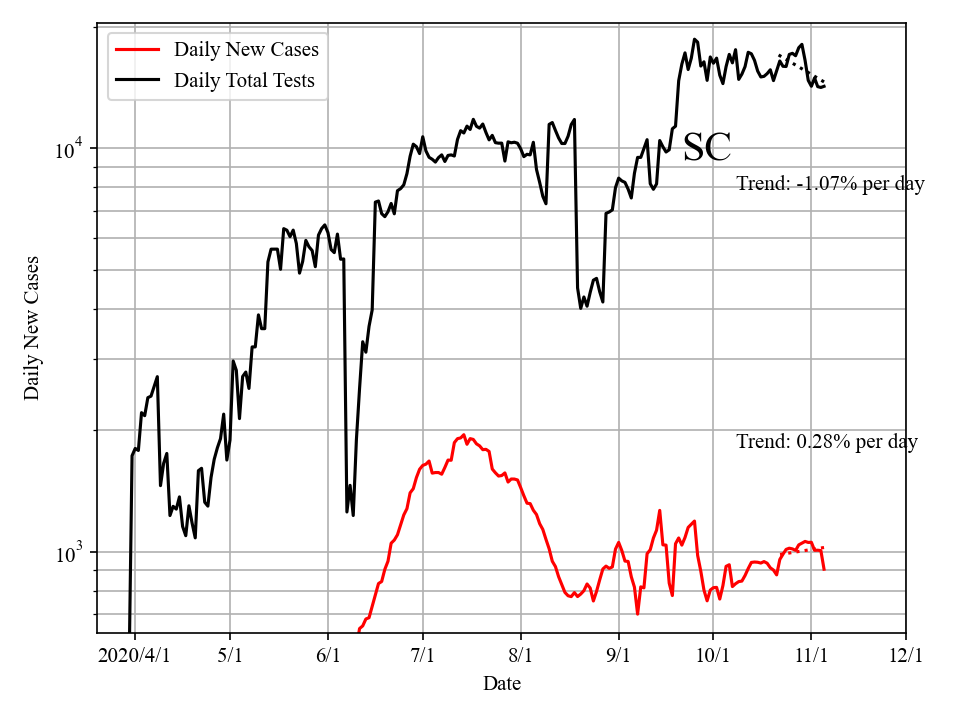 Daily New Cases
Daily Total Tests
10^4
SC
Trend: -1.07% per day
Daily New Cases
Trend: 0.28% per day
10^3
2020/4/1 5/1 6/1 7/1 8/1 9/1 10/1 11/1 12/1
Date